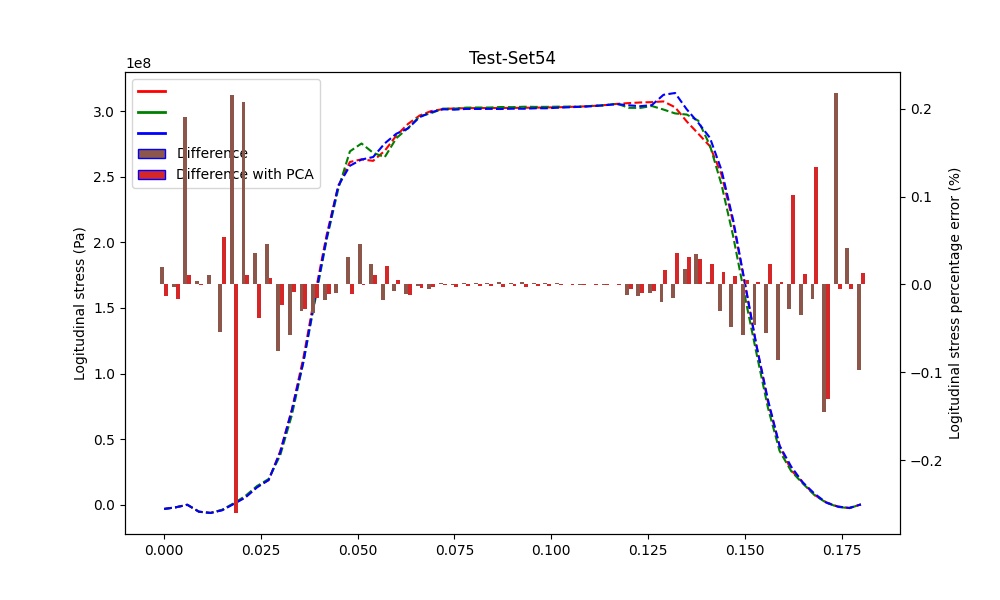 Test-Set54
1e8
Logitudinal stress (Pa)
3.0
2.5
2.0
1.5
1.0
0.5
0.0
Difference
Difference with PCA
0.2
0.1
0.0
−0.1
−0.2
Logitudinal stress percentage error (%)
0.000 0.025 0.050 0.075 0.100 0.125 0.150 0.175